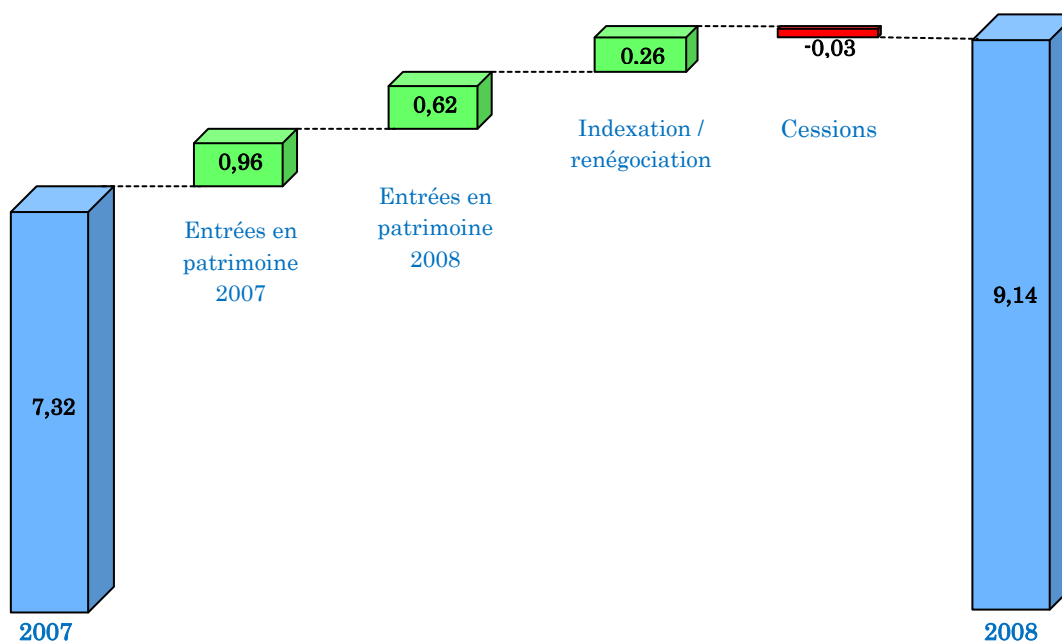 7,32
2007
0,96
Entrées en
patrimoine
2007
0,62
Entrées en
patrimoine
2008
0.26
Indexation /
renégociation
-0,03
Cessions
9,14
2008